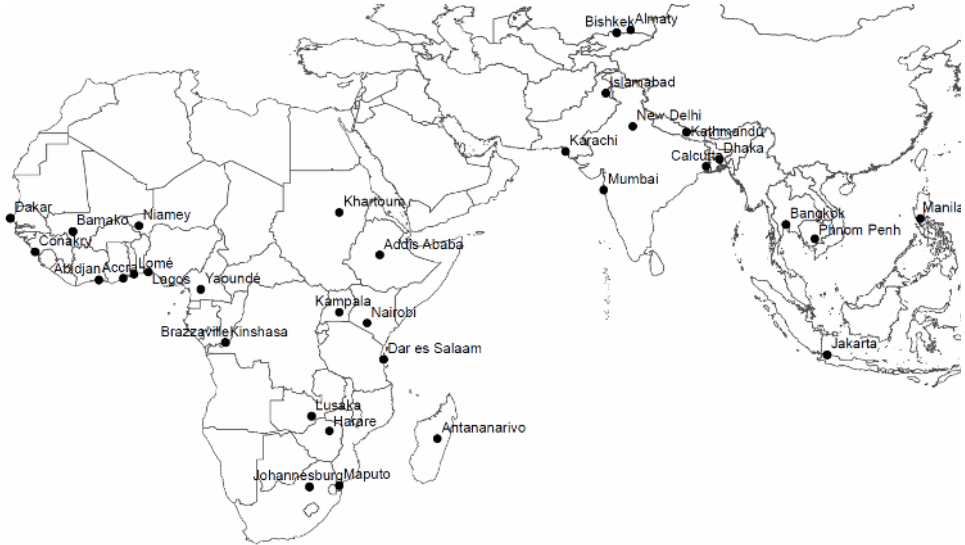 Bishkek
Almaty
Islamabad
New Delhi
Kathmandu
Karachi
Calcutta
Dhaka
Mumbai
Khartoum
Dakar
Bamako
Niamey
Manila
Bangkok
Phnom Penh
Conakry
Addis Ababa
Abidjan
Accra
Lomé
Lagos
Yaoundé
Kampala
Nairobi
Brazzaville
Kinshasa
Dar es Salaam
Jakarta
Lusaka
Harare
Antananarivo
Johannesburg
Maputo